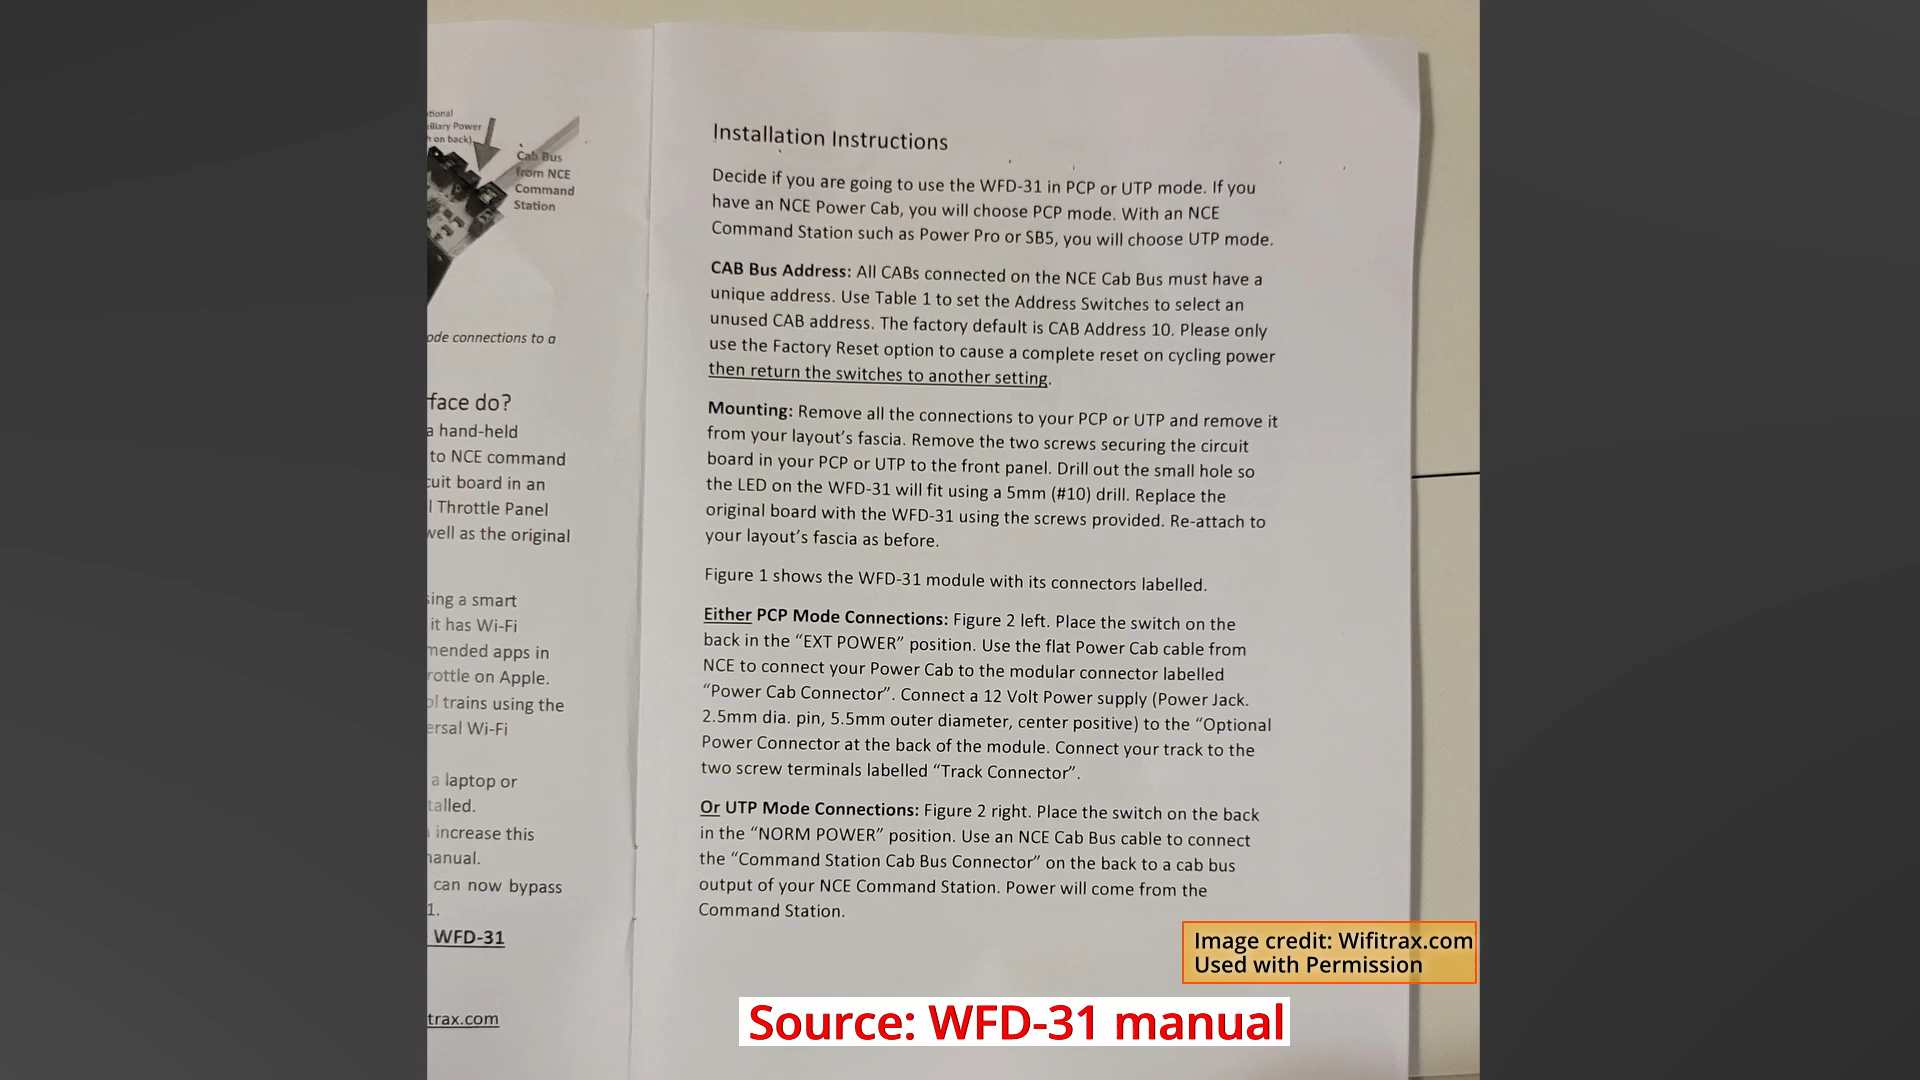 tional
iliary Power
h on back)
Cab Bus
from NCE
Command
Station
ode connections to a
face do?
a hand-held
to NCE command
cuit board in an
l Throttle Panel
well as the original
sing a smart
it has Wi-Fi
mended apps in
rottle on Apple.
ol trains using the
ersal Wi-Fi
a laptop or
talled.
increase this
manual.
can now bypass
1.
WFD-31
trax.com
Installation Instructions
Decide if you are going to use the WFD-31 in PCP or UTP mode. If you
have an NCE Power Cab, you will choose PCP mode. With an NCE
Command Station such as Power Pro or SB5, you will choose UTP mode.
CAB Bus Address: All CABs connected on the NCE Cab Bus must have a
unique address. Use Table 1 to set the Address Switches to select an
unused CAB address. The factory default is CAB Address 10. Please only
use the Factory Reset option to cause a complete reset on cycling power
then return the switches to another setting.
Mounting: Remove all the connections to your PCP or UTP and remove it
from your layout’s fascia. Remove the two screws securing the circuit
board in your PCP or UTP to the front panel. Drill out the small hole so
the LED on the WFD-31 will fit using a 5mm (#10) drill. Replace the
original board with the WFD-31 using the screws provided. Re-attach to
your layout’s fascia as before.
Figure 1 shows the WFD-31 module with its connectors labelled.
Either PCP Mode Connections: Figure 2 left. Place the switch on the
back in the “EXT POWER” position. Use the flat Power Cab cable from
NCE to connect your Power Cab to the modular connector labelled
“Power Cab Connector”. Connect a 12 Volt Power supply (Power Jack.
2.5mm dia. pin, 5.5mm outer diameter, center positive) to the “Optional
Power Connector at the back of the module. Connect your track to the
two screw terminals labelled “Track Connector”.
Or UTP Mode Connections: Figure 2 right. Place the switch on the back
in the “NORM POWER” position. Use an NCE Cab Bus cable to connect
the “Command Station Cab Bus Connector” on the back to a cab bus
output of your NCE Command Station. Power will come from the
Command Station.
Image credit: Wifitrax.com
Used with Permission
Source: WFD-31 manual